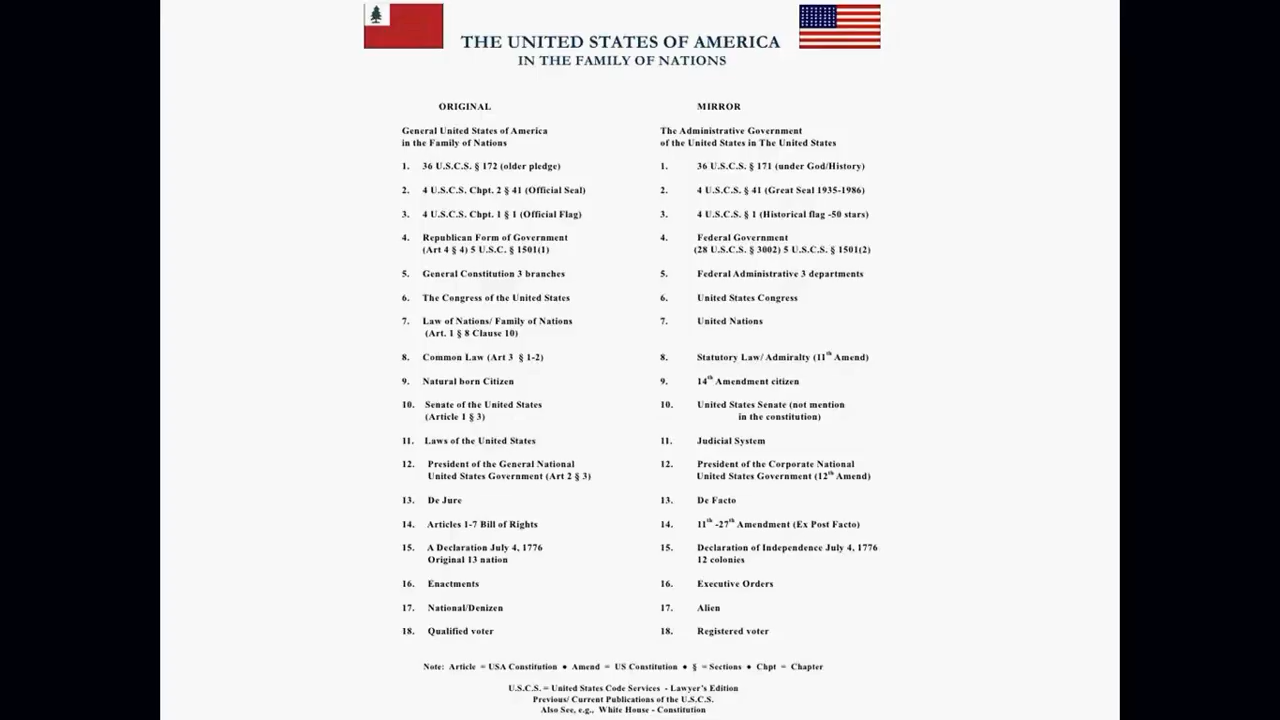 THE UNITED STATES OF AMERICA
IN THE FAMILY OF NATIONS
ORIGINAL
General United States of America
in the Family of Nations
1. 36 U.S.C.S. § 172 (older pledge)
2. 4 U.S.C.S. Chpt. 2 § 41 (Official Seal)
3. 4 U.S.C.S. Chpt. 1 § 1 (Official Flag)
4. Republican Form of Government
(Art 4 § 4) 5 U.S.C. § 1501(1)
5. General Constitution 3 branches
6. The Congress of the United States
7. Law of Nations/ Family of Nations
(Art. 1 § 8 Clause 10)
8. Common Law (Art 3 § 1-2)
9. Natural born Citizen
10. Senate of the United States
(Article 1 § 3)
11. Laws of the United States
12. President of the General National
United States Government (Art 2 § 3)
13. De Jure
14. Articles 1-7 Bill of Rights
15. A Declaration July 4, 1776
Original 13 nation
16. Enactments
17. National/Denizen
18. Qualified voter
MIRROR
The Administrative Government
of the United States in The United States
1. 36 U.S.C.S. § 171 (under God/History)
2. 4 U.S.C.S. § 41 (Great Seal 1935-1986)
3. 4 U.S.C.S. § 1 (Historical flag -50 stars)
4. Federal Government
(28 U.S.C.S. § 3002) 5 U.S.C.S. § 1501(2)
5. Federal Administrative 3 departments
6. United States Congress
7. United Nations
8. Statutory Law/ Admiralty (11th Amend)
9. 14th Amendment citizen
10. United States Senate (not mention
in the constitution)
11. Judicial System
12. President of the Corporate National
United States Government (12th Amend)
13. De Facto
14. 11th -27th Amendment (Ex Post Facto)
15. Declaration of Independence July 4, 1776
12 colonies
16. Executive Orders
17. Alien
18. Registered voter
Note: Article = USA Constitution • Amend = US Constitution • § = Sections • Chpt = Chapter
U.S.C.S. = United States Code Services - Lawyer's Edition
Previous/ Current Publications of the U.S.C.S.
Also See, e.g., White House - Constitution